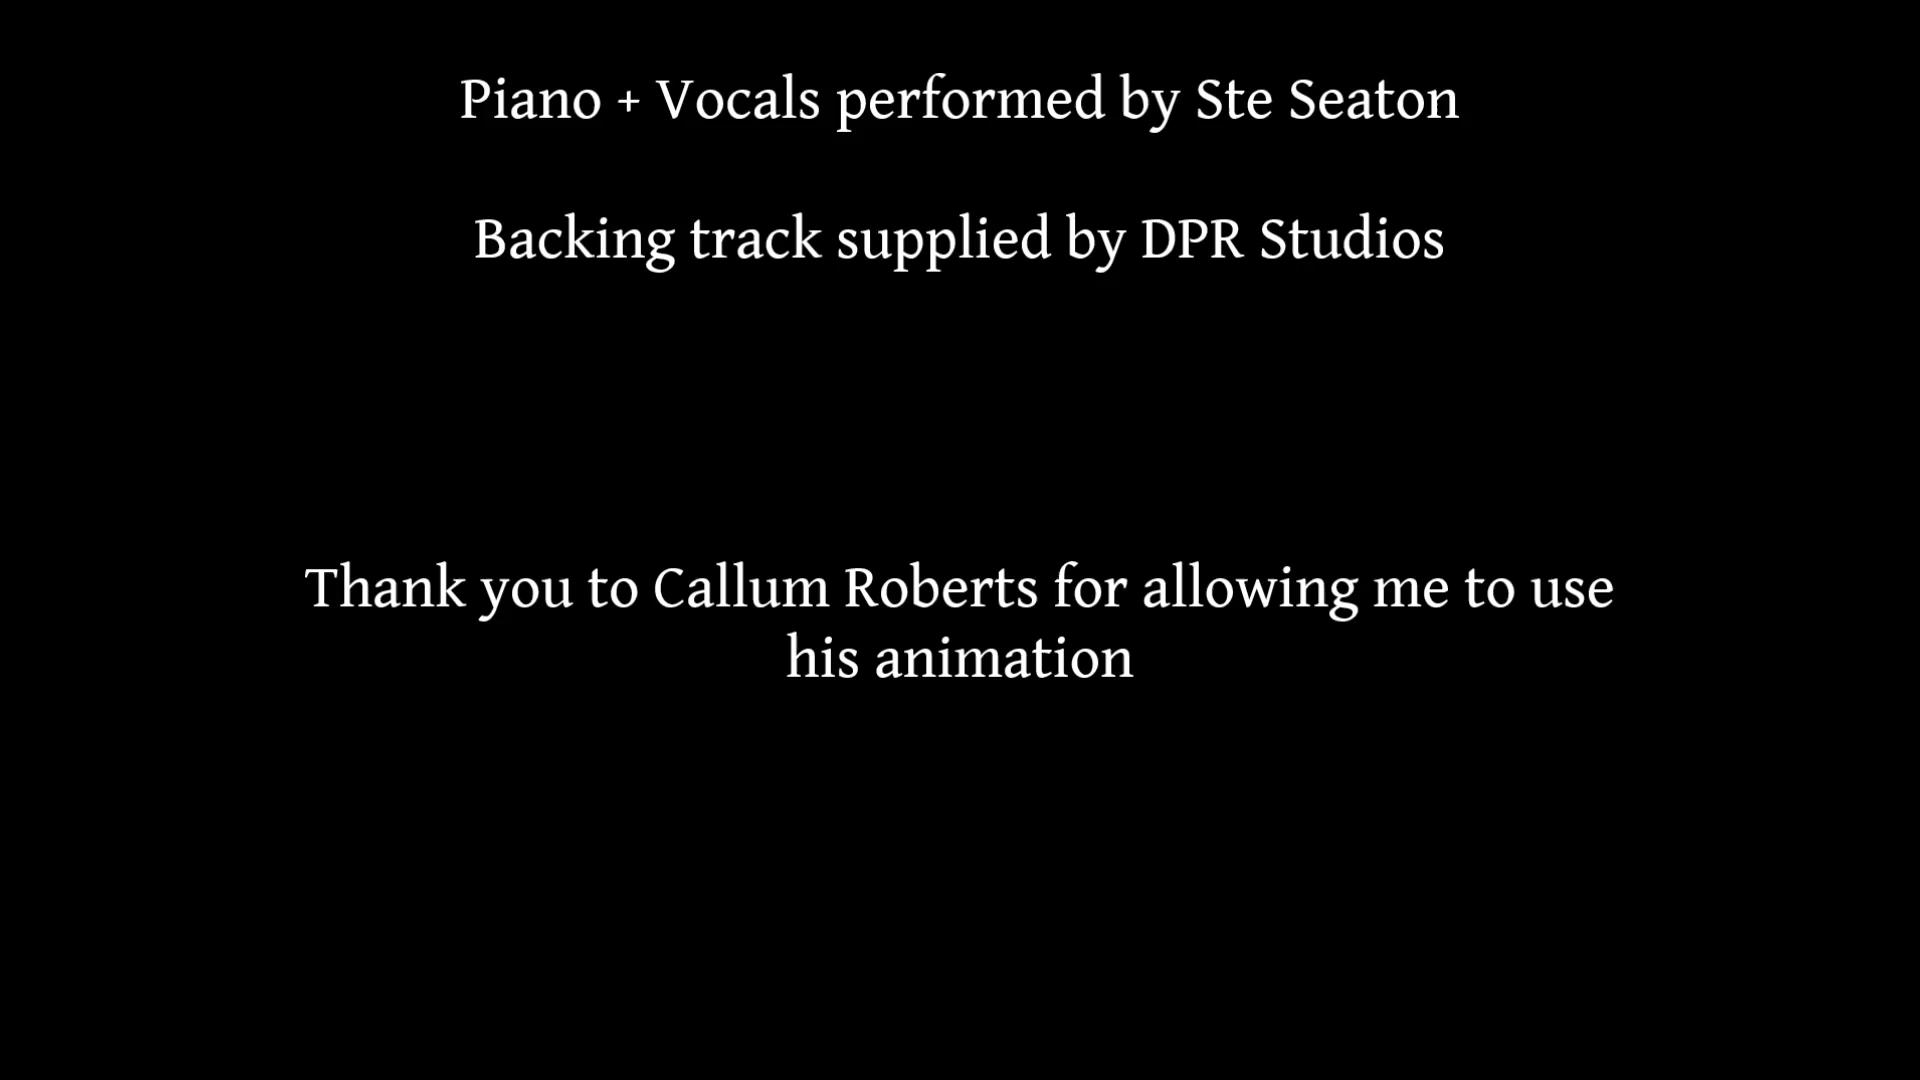 Piano + Vocals performed by Ste Seaton
Backing track supplied by DPR Studios
Thank you to Callum Roberts for allowing me to use
his animation